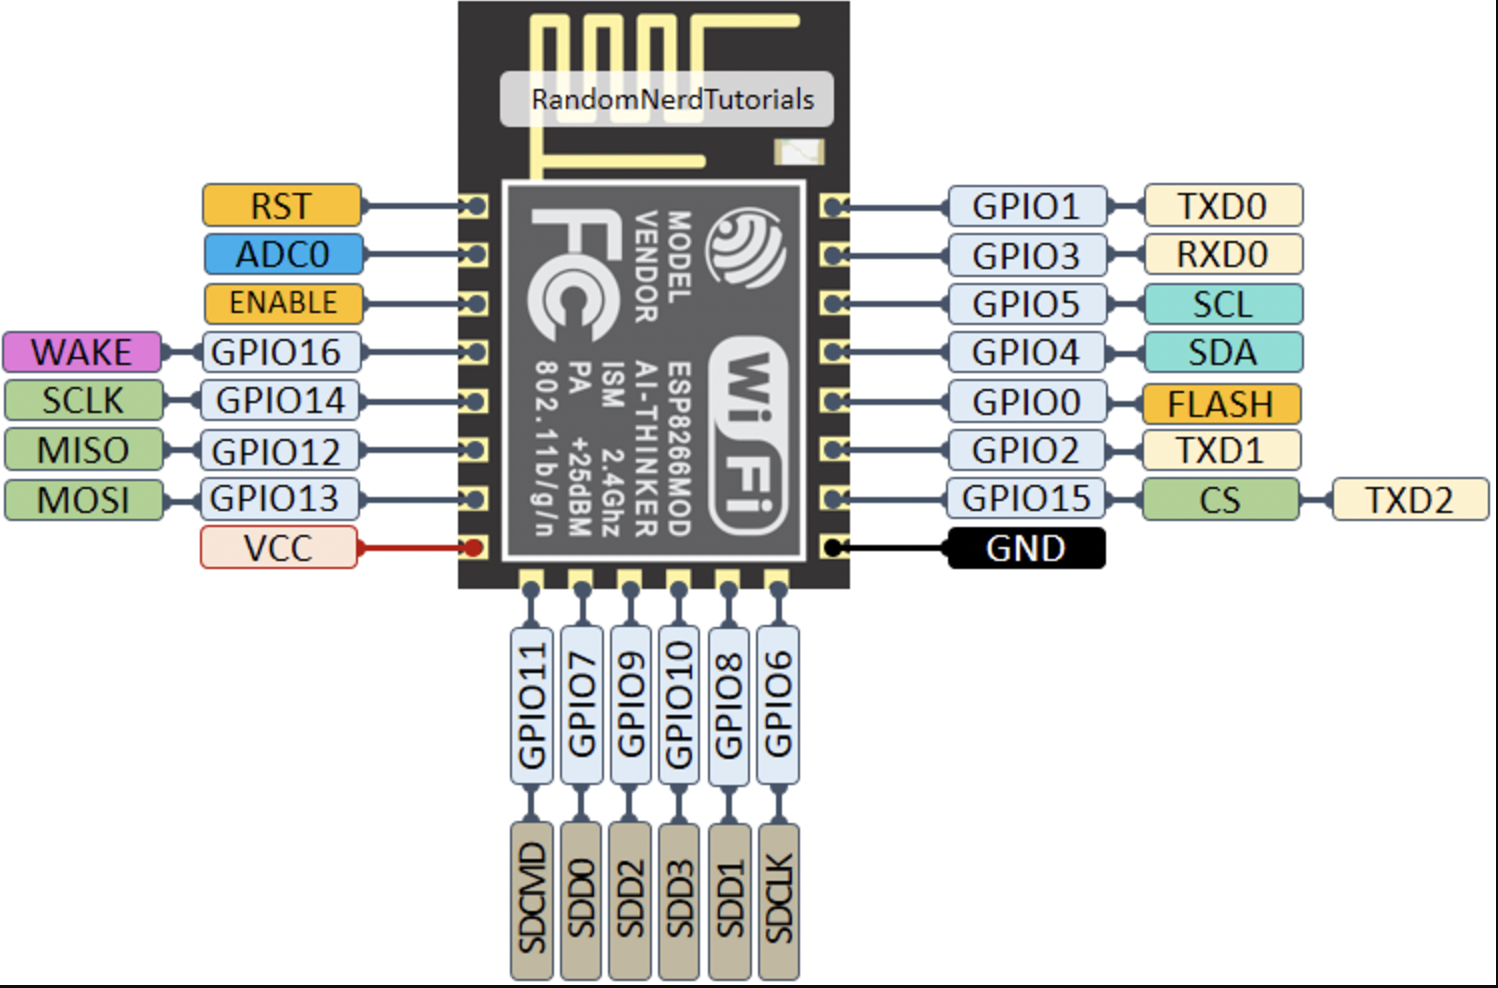 RandomNerdTutorials
RST
ADC0
ENABLE
WAKE GPIO16
SCLK GPIO14
MISO GPIO12
MOSI GPIO13
VCC
FC
MODEL ESP8266MOD
VENDOR AI-THINKER
ISM 2.4Ghz
PA +25dBM
802.11b/g/n
WiFi
GPIO1 TXD0
GPIO3 RXD0
GPIO5 SCL
GPIO4 SDA
GPIO0 FLASH
GPIO2 TXD1
GPIO15 CS TXD2
GND
GPIO11 SDCMD
GPIO7 SDD0
GPIO9 SDD2
GPIO10 SDD3
GPIO8 SDD1
GPIO6 SDCLK